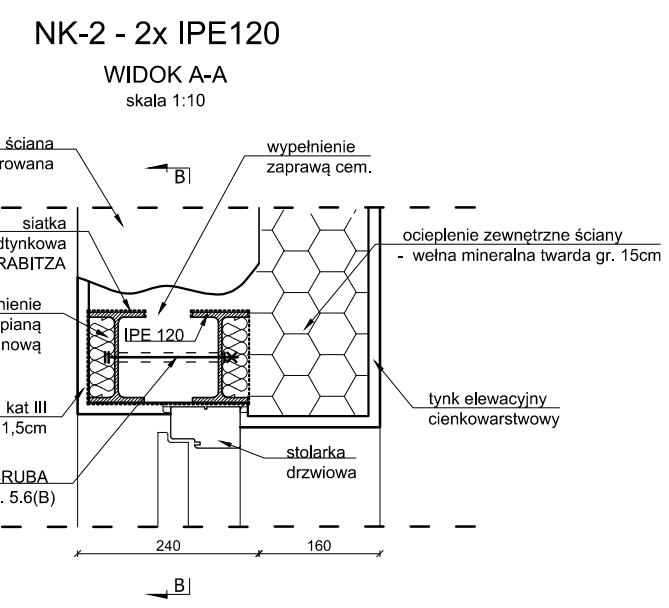 NK-2 - 2x IPE120
WIDOK A-A
skala 1:10
ściana
rowana
B
wypełnienie
zaprawą cem.
siatka
dtynkowa
RABITZA
ocieplenie zewnętrzne ściany
- wełna mineralna twarda gr. 15cm
nienie
pianą
nową
IPE 120
kat III
1,5cm
tynk elewacyjny
cienkowarstwowy
stolarka
drzwiowa
RUBA
. 5.6(B)
240
160
B